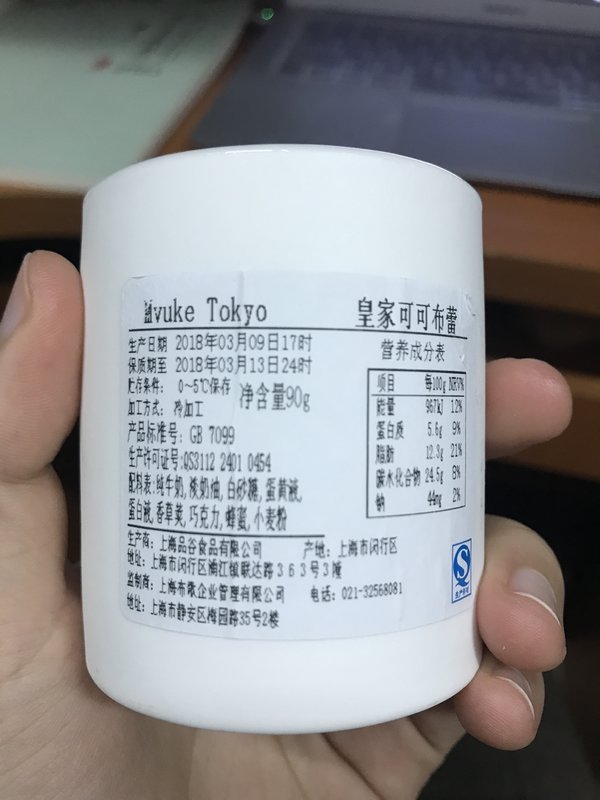 vuke Tokyo
皇家可可布蕾
生产日期 2018年03月09日17时
保质期至 2018年03月13日24时
贮存条件: 0~5℃保存
净含量90g
加工方式: 冷加工
产品标准号: GB 7099
生产许可证号:QS3112 2401 0454
配料表:纯牛奶,淡奶油,白砂糖,蛋黄液,
蛋白液,香草荚,巧克力,蜂蜜,小麦粉
营养成分表
项目 每100g NRV%
能量 967kJ 12%
蛋白质 5.6g 9%
脂肪 12.3g 21%
碳水化合物 24.5g 8%
钠 44mg 2%
生产商: 上海品谷食品有限公司 产地: 上海市闵行区
地址: 上海市闵行区浦江镇联达路363号3幢
监制商: 上海布歌企业管理有限公司 电话: 021-32568081
地址: 上海市静安区梅园路35号2楼